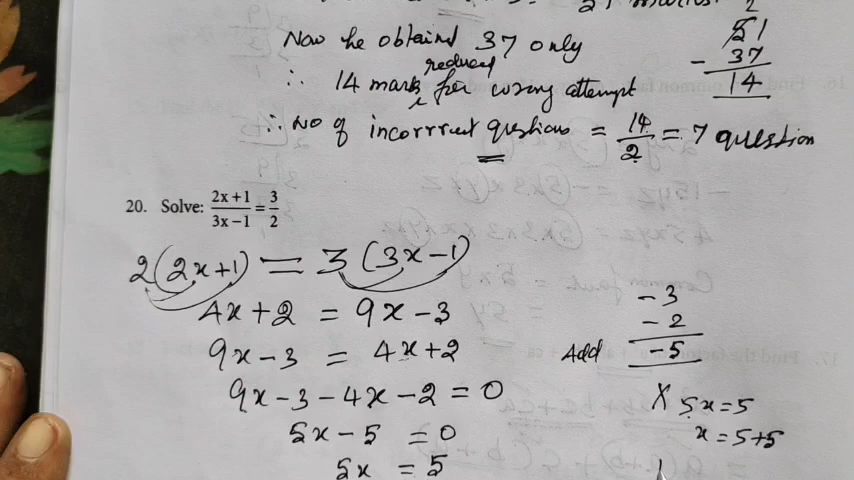 2
51
Now he obtained 37 only
- 37
reduced
∴ 14 marks for wrong attempt
14
∴ No of incorrrect questions = 14/2 = 7 question
20. Solve: (2x+1)/(3x−1) = 3/2
2(2x+1) = 3(3x−1)
4x+2 = 9x−3
9x−3 = 4x+2
9x−3−4x−2 = 0
5x−5 = 0
5x = 5
-3
-2
Add -5
X 5x=5
x=5+5